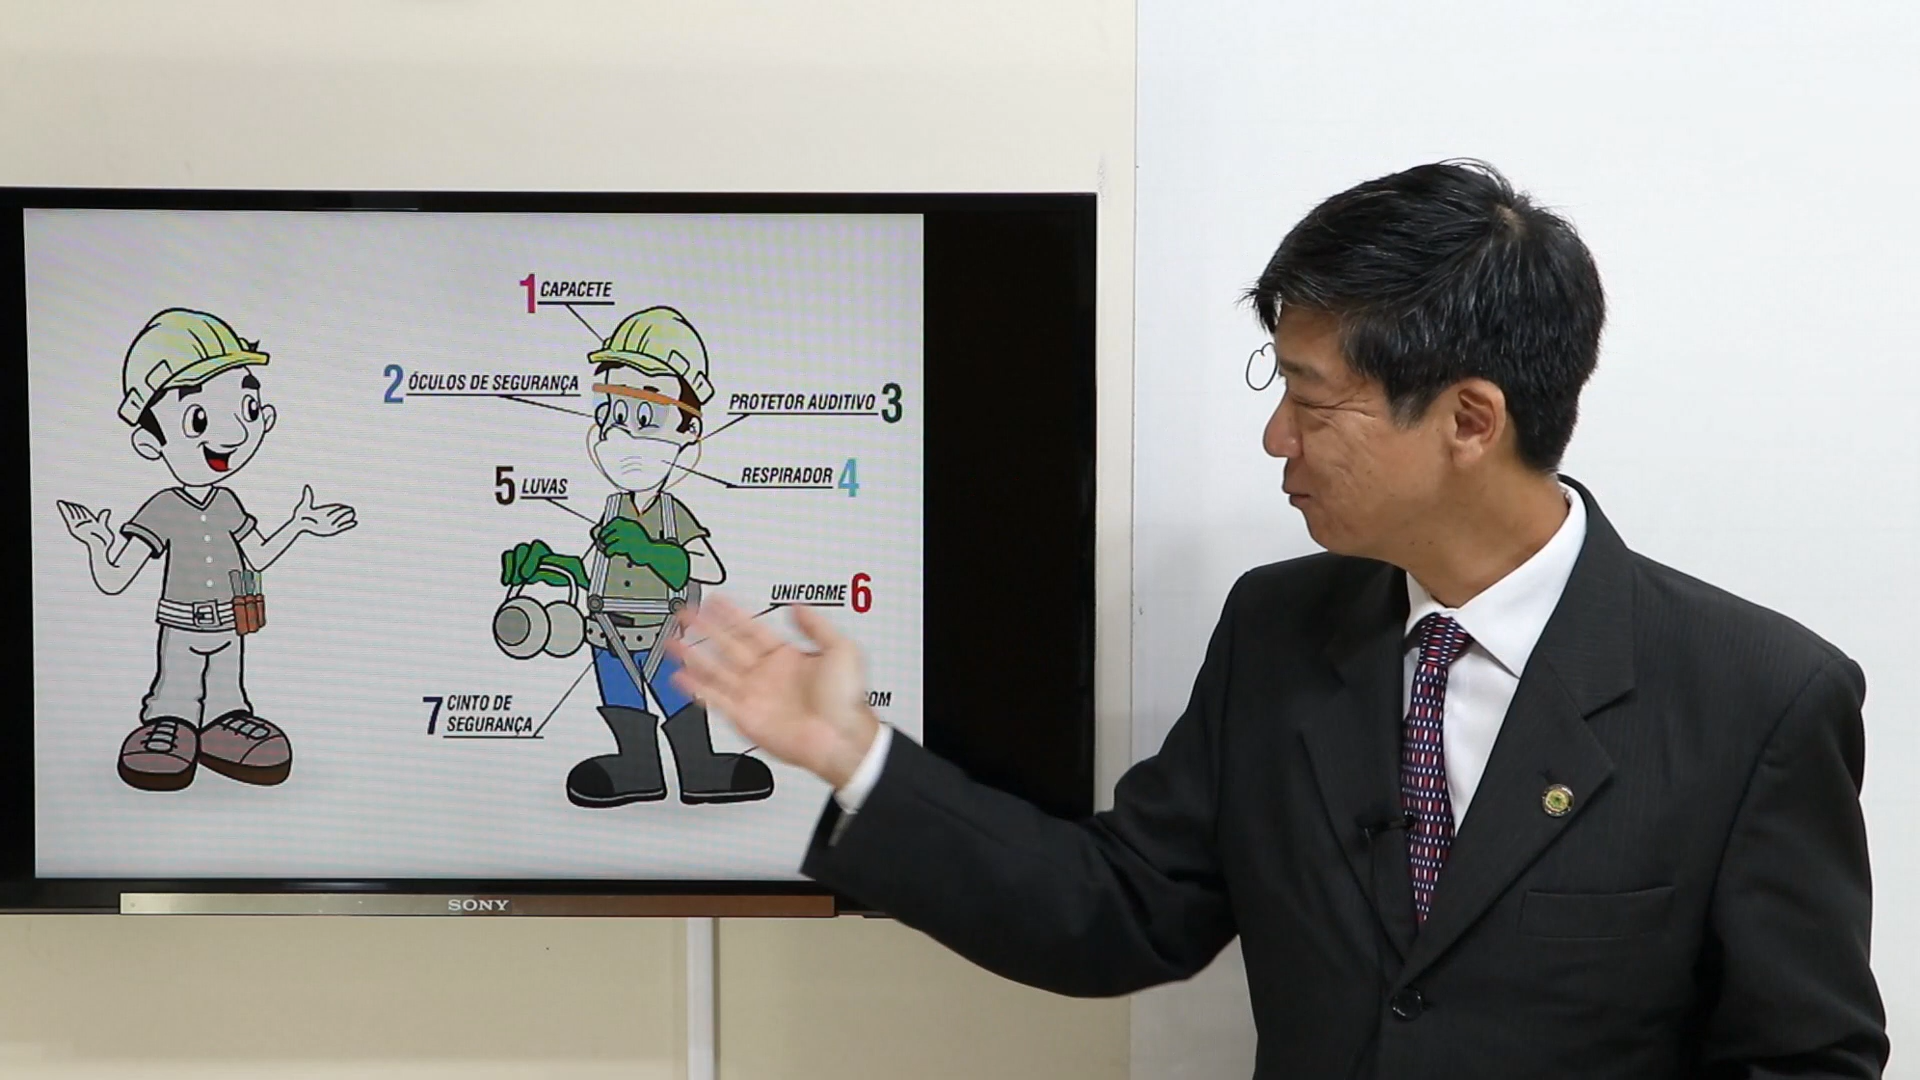 1 CAPACETE
2 ÓCULOS DE SEGURANÇA
PROTETOR AUDITIVO 3
RESPIRADOR 4
5 LUVAS
UNIFORME 6
7 CINTO DE
SEGURANÇA
SONY